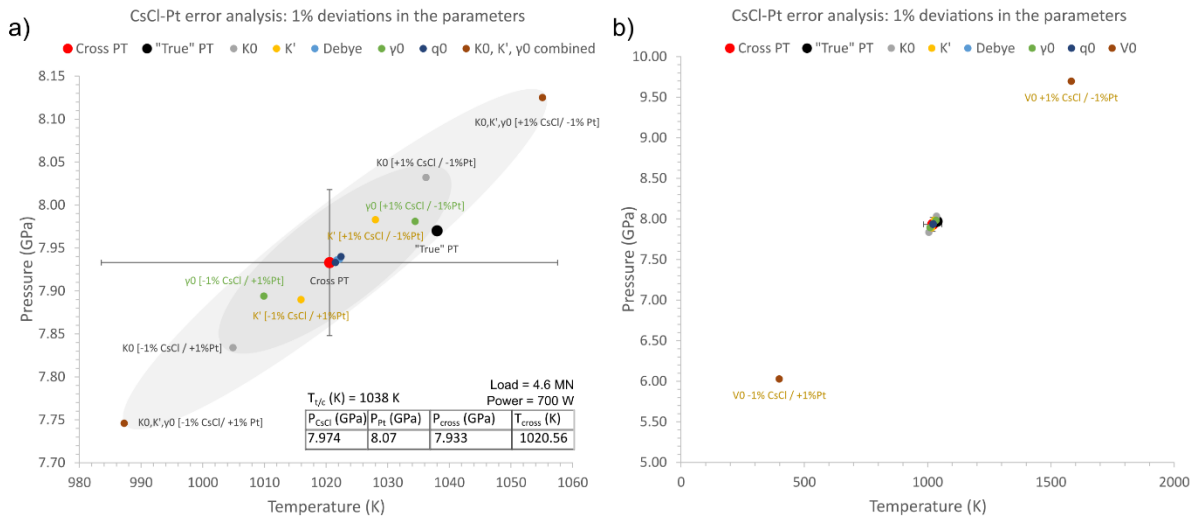 a)
CsCl-Pt error analysis: 1% deviations in the parameters
Cross PT "True" PT K0 K' Debye γ0 q0 K0, K', γ0 combined
8.15
8.10
8.05
8.00
7.95
7.90
7.85
7.80
7.75
7.70
Pressure (GPa)
K0,K',γ0 [+1% CsCl/ -1% Pt]
K0 [+1% CsCl / -1%Pt]
γ0 [+1% CsCl / -1%Pt]
K' [+1% CsCl / -1%Pt]
"True" PT
Cross PT
γ0 [-1% CsCl / +1%Pt]
K' [-1% CsCl / +1%Pt]
K0 [-1% CsCl / +1%Pt]
K0,K',γ0 [-1% CsCl/ +1% Pt]
Load = 4.6 MN
T t/c (K) = 1038 K
Power = 700 W
P CsCl (GPa) P Pt (GPa) P cross (GPa) T cross (K)
7.974 8.07 7.933 1020.56
980 990 1000 1010 1020 1030 1040 1050 1060
Temperature (K)
b)
CsCl-Pt error analysis: 1% deviations in the parameters
Cross PT "True" PT K0 K' Debye γ0 q0 V0
10.00
9.50
9.00
8.50
8.00
7.50
7.00
6.50
6.00
5.50
5.00
Pressure (GPa)
V0 +1% CsCl / -1%Pt
V0 -1% CsCl / +1%Pt
0 500 1000 1500 2000
Temperature (K)